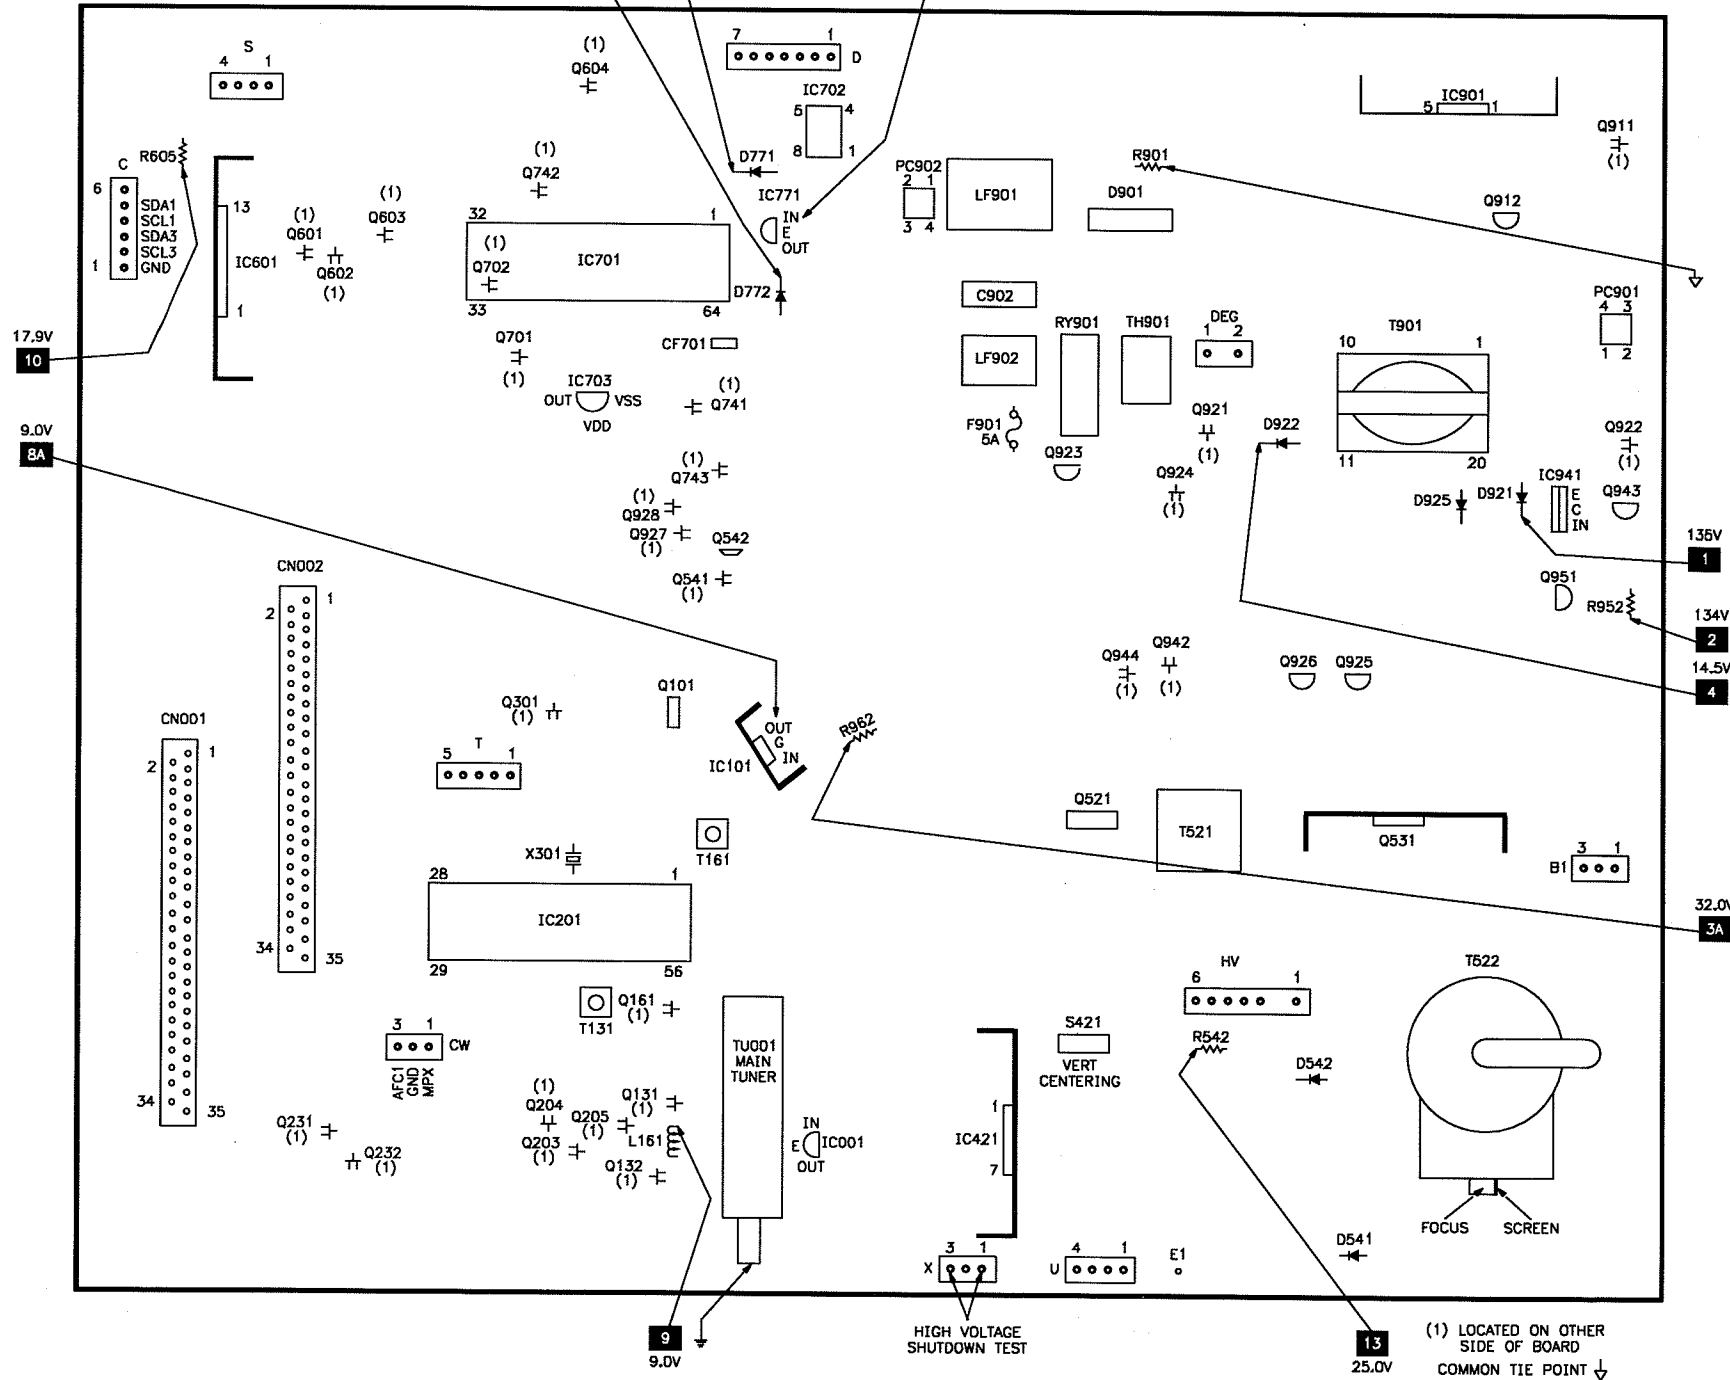 S
4 1
(1)
Q604
7 1
D
IC702
5 4
8 1
IC901
5 1
Q911
(1)
R605
C
6
SDA1
SCL1
SDA3
SCL3
1 GND
13
IC601
1
(1)
Q601
Q602
(1)
(1)
Q603
(1)
Q742
D771
IC771
IN
E
OUT
PC902
2 1
3 4
LF901
R901
D901
Q912
32 1
(1)
Q702
IC701
33 64
D772
C902
PC901
4 3
1 2
17.9V
10
Q701
(1)
CF701
LF902
RY901
TH901
DEG
1 2
T901
10 1
11 20
IC703
OUT VSS
VDD
(1)
Q741
F901
5A
Q923
Q921
(1)
D922
Q922
(1)
9.0V
8A
(1)
Q743
(1)
Q928
Q927
(1)
Q542
Q924
(1)
D925
D921
IC941
E
G
IN
Q943
135V
1
CN002
1
2
Q541
(1)
Q951
R952
134V
2
Q944
(1)
Q942
(1)
Q926
Q925
14.5V
4
CN001
1
2
Q301
(1)
Q101
T
5 1
OUT
G
IN
IC101
R962
Q521
T521
Q531
3 1
B1
X301
T161
28 1
IC201
29 56
34
35
32.0V
3A
HV
6 1
T522
T131
Q161
(1)
3 1
CW
AFC1
GND
MPX
TU001
MAIN
TUNER
S421
VERT
CENTERING
R542
D542
34
35
Q231
(1)
Q232
(1)
(1)
Q204
Q203
(1)
Q205
(1)
Q131
(1)
L161
Q132
(1)
IN
E IC001
OUT
1
IC421
7
FOCUS
SCREEN
D541
X
3 1
U
4 1
E1
9
9.0V
HIGH VOLTAGE
SHUTDOWN TEST
13
25.0V
(1) LOCATED ON OTHER
SIDE OF BOARD
COMMON TIE POINT